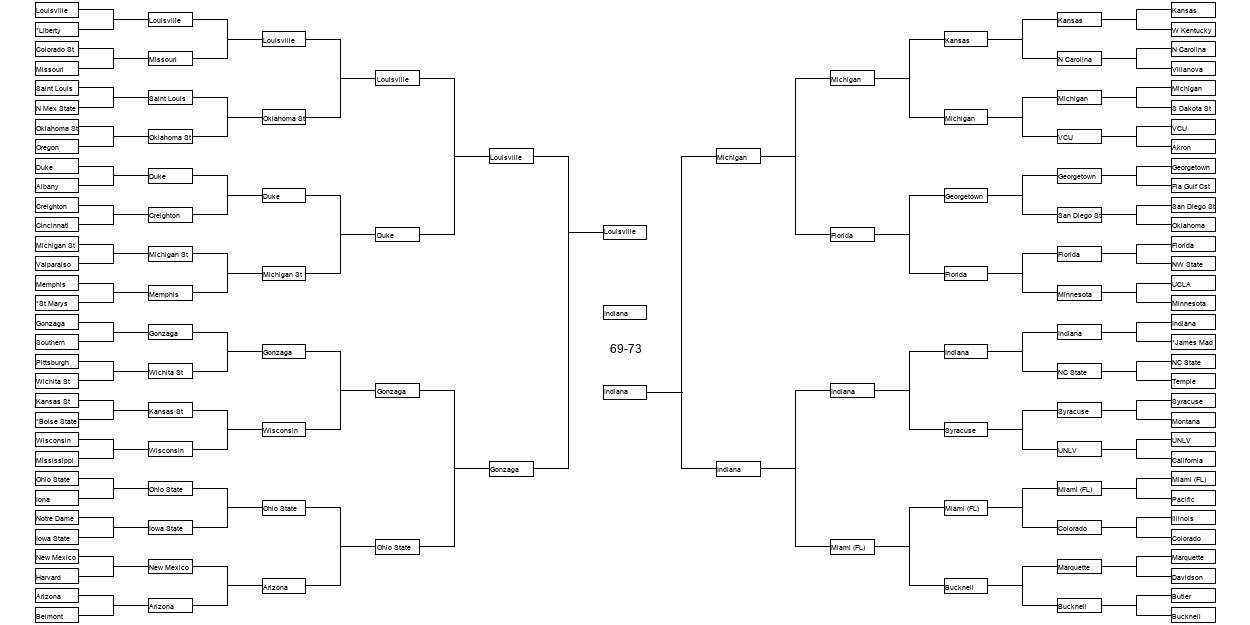 Louisville
*Liberty
Colorado St
Missouri
Saint Louis
N Mex State
Oklahoma St
Oregon
Duke
Albany
Creighton
Cincinnati
Michigan St
Valparaiso
Memphis
*St Marys
Gonzaga
Southern
Pittsburgh
Wichita St
Kansas St
*Boise State
Wisconsin
Mississippi
Ohio State
Iona
Notre Dame
Iowa State
New Mexico
Harvard
Arizona
Belmont
Louisville
Missouri
Saint Louis
Oklahoma St
Duke
Creighton
Michigan St
Memphis
Gonzaga
Wichita St
Kansas St
Wisconsin
Ohio State
Iowa State
New Mexico
Arizona
Louisville
Oklahoma St
Duke
Michigan St
Gonzaga
Wisconsin
Ohio State
Arizona
Louisville
Duke
Gonzaga
Ohio State
Louisville
Gonzaga
Louisville
Indiana
69-73
Indiana
Michigan
Indiana
Michigan
Florida
Indiana
Miami (FL)
Kansas
Michigan
Georgetown
Florida
Indiana
Syracuse
Miami (FL)
Bucknell
Kansas
N Carolina
Michigan
VCU
Georgetown
San Diego St
Florida
Minnesota
Indiana
NC State
Syracuse
UNLV
Miami (FL)
Colorado
Marquette
Bucknell
Kansas
W Kentucky
N Carolina
Villanova
Michigan
S Dakota St
VCU
Akron
Georgetown
Fla Gulf Cst
San Diego St
Oklahoma
Florida
NW State
UCLA
Minnesota
Indiana
*James Mad
NC State
Temple
Syracuse
Montana
UNLV
California
Miami (FL)
Pacific
Illinois
Colorado
Marquette
Davidson
Butler
Bucknell